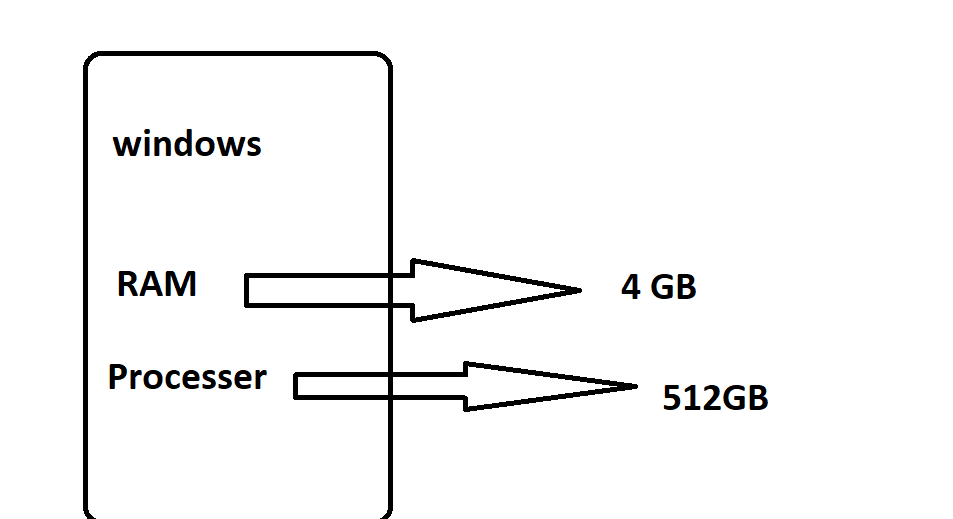 windows
RAM
4 GB
Processer
512GB